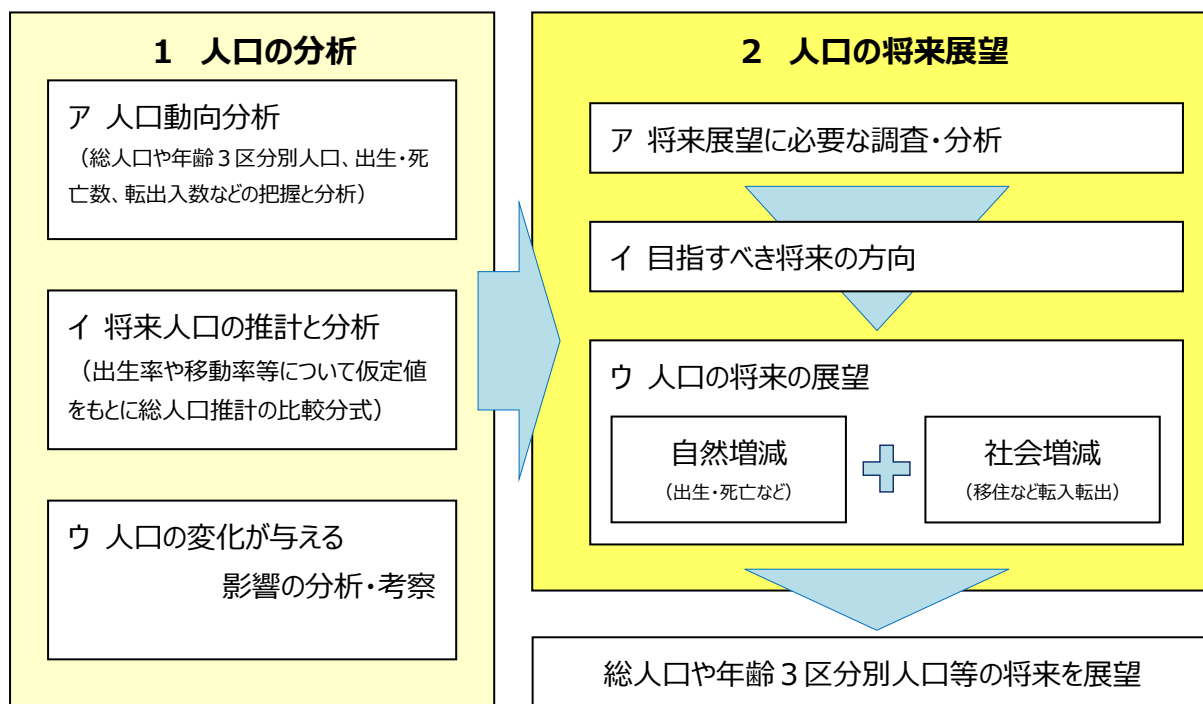 1 人口の分析
ア 人口動向分析
（総人口や年齢３区分別人口、出生・死
亡数、転出入数などの把握と分析）
イ 将来人口の推計と分析
（出生率や移動率等について仮定値
をもとに総人口推計の比較分式）
ウ 人口の変化が与える
影響の分析・考察
2 人口の将来展望
ア 将来展望に必要な調査・分析
イ 目指すべき将来の方向
ウ 人口の将来の展望
自然増減
（出生・死亡など）
社会増減
（移住など転入転出）
総人口や年齢３区分別人口等の将来を展望